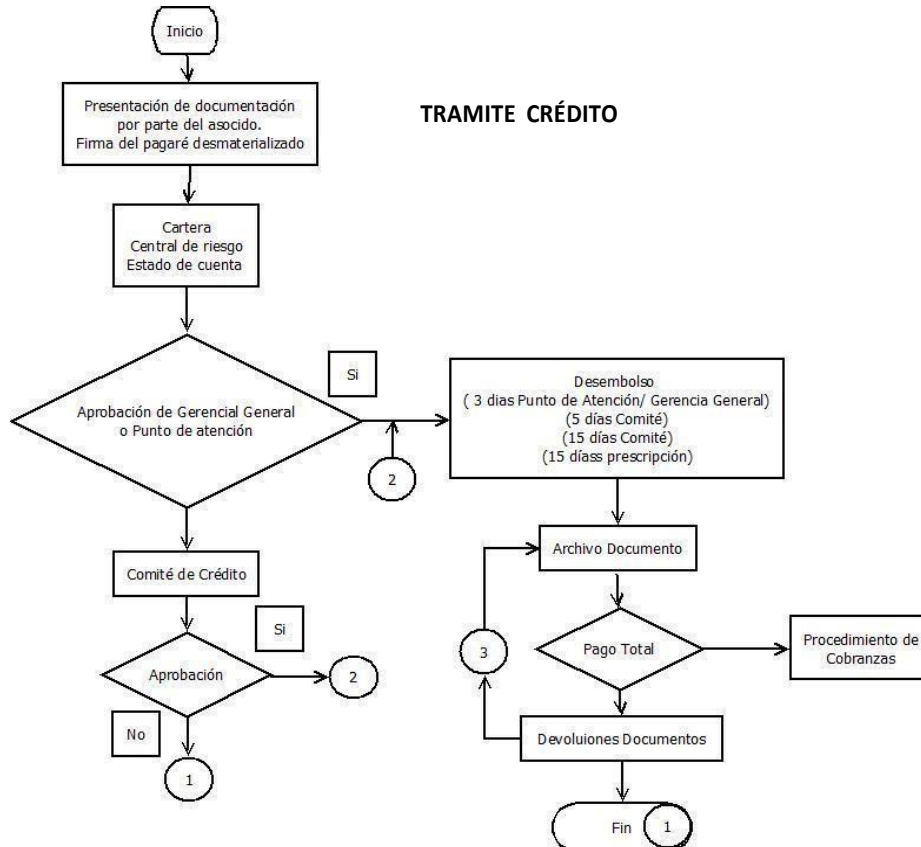 Inicio
TRAMITE CRÉDITO
Presentación de documentación
por parte del asocido.
Firma del pagaré desmaterializado
Cartera
Central de riesgo
Estado de cuenta
Aprobación de Gerencial General
o Punto de atención
Si
2
Desembolso
( 3 dias Punto de Atención/ Gerencia General)
(5 días Comité)
(15 días Comité)
(15 díass prescripción)
Comité de Crédito
Si
Aprobación
2
No
1
Archivo Documento
3
Pago Total
Procedimiento de
Cobranzas
Devoluiones Documentos
Fin
1